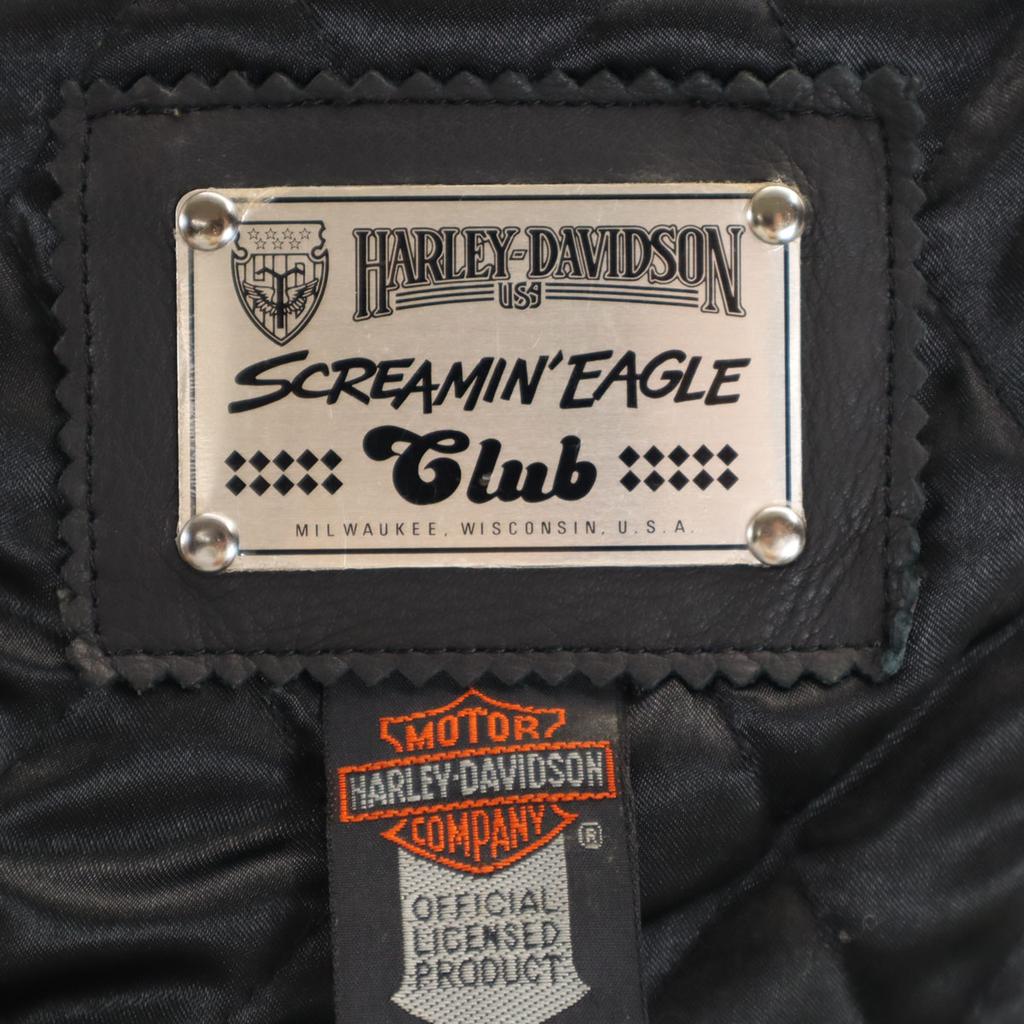 HARLEY-DAVIDSON
USA
SCREAMIN' EAGLE
Club
MILWAUKEE, WISCONSIN, U.S.A.
MOTOR
HARLEY-DAVIDSON
COMPANY
®
OFFICIAL
LICENSED
PRODUCT